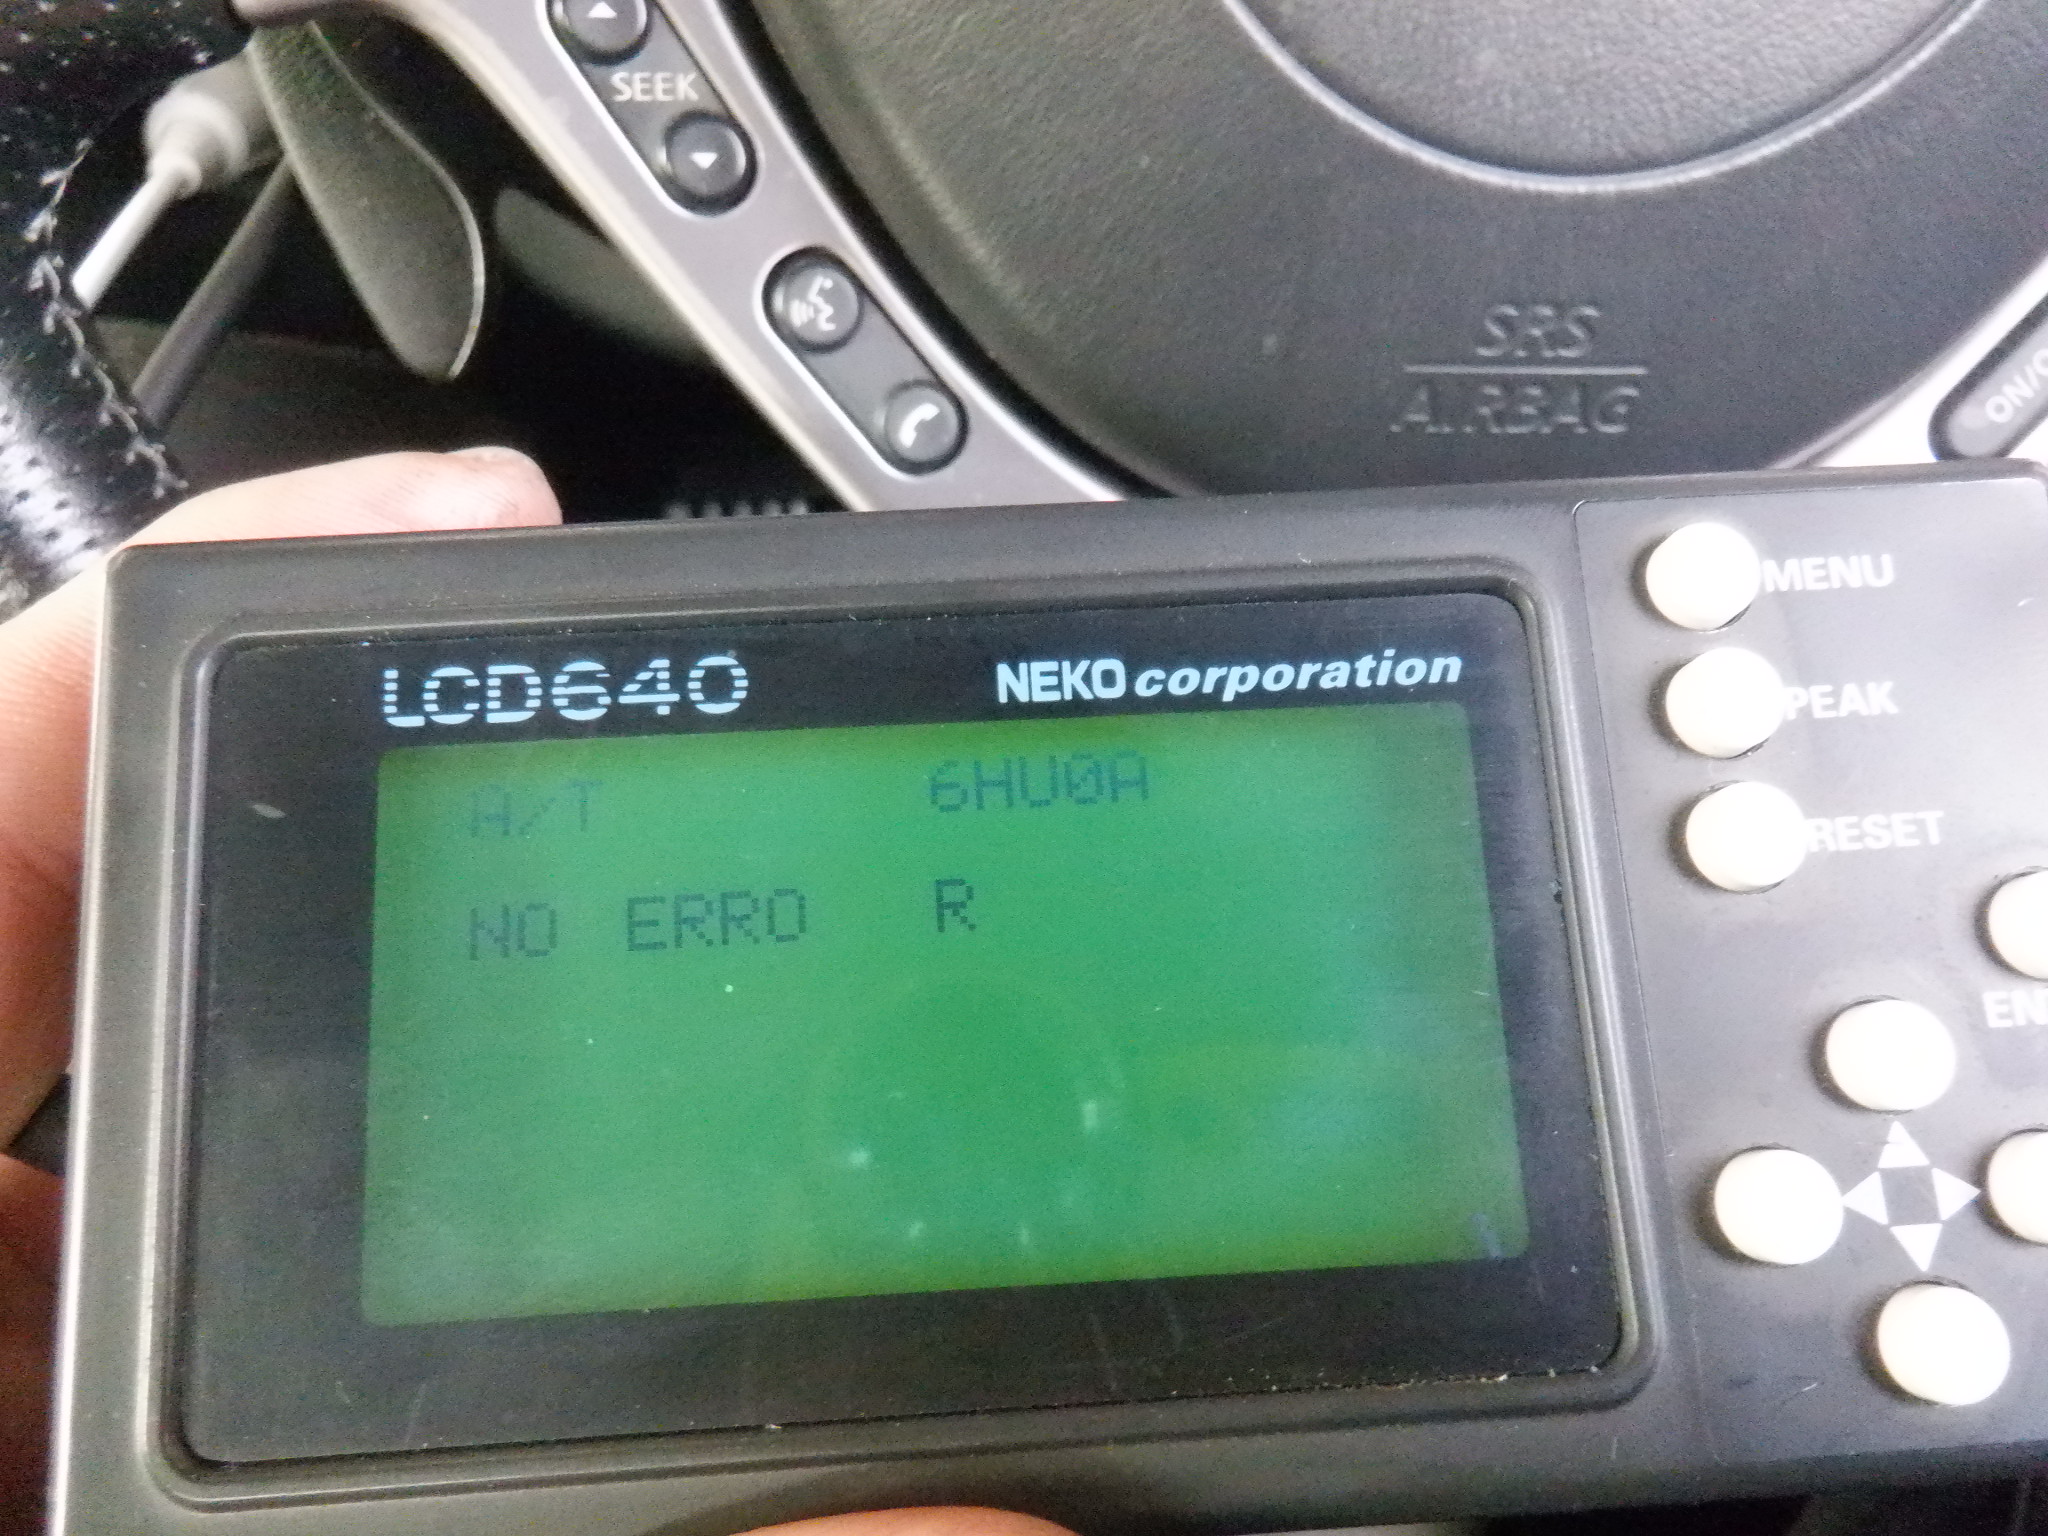 SEEK
SRS
AIRBAG
ON/O
LCD640
NEKO corporation
A/T 6HU0A
NO ERRO R
MENU
PEAK
RESET
EN